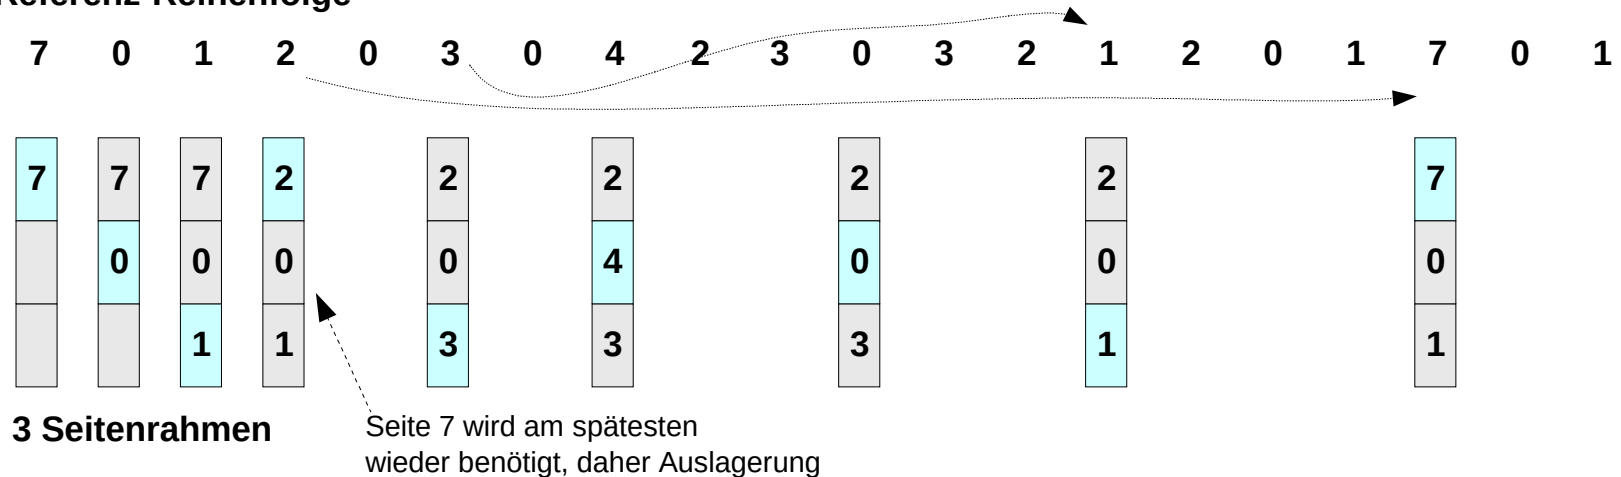 Referenz-Reihenfolge
7 0 1 2 0 3 0 4 2 3 0 3 2 1 2 0 1 7 0 1
7 7 7 2 2 2 2 2 7
0 0 0 0 4 0 0 0
1 1 3 3 3 1 1
3 Seitenrahmen
Seite 7 wird am spätesten
wieder benötigt, daher Auslagerung